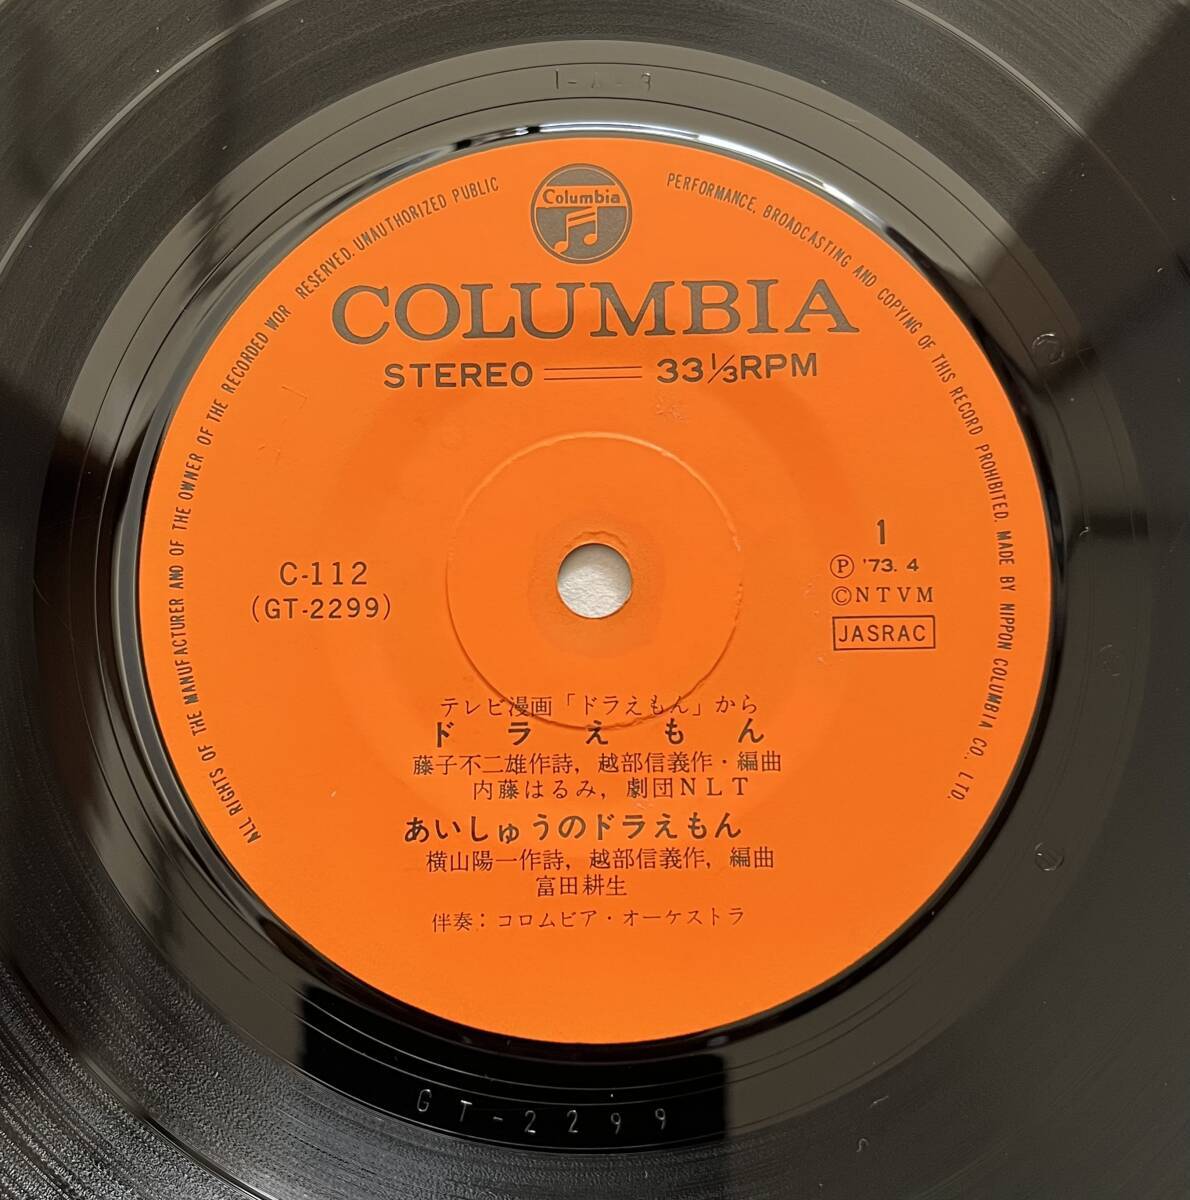 Columbia
COLUMBIA
STEREO 33 1/3 RPM
1
Ⓟ '73. 4
ⒸNTVM
JASRAC
C-112
(GT-2299)
テレビ漫画「ドラえもん」から
ドラえもん
藤子不二雄作詩, 越部信義作・編曲
内藤はるみ, 劇団NLT
あいしゅうのドラえもん
横山陽一作詩, 越部信義作, 編曲
富田耕生
伴奏: コロムビア・オーケストラ
ALL RIGHTS OF THE MANUFACTURER AND OF THE OWNER OF THE RECORDED WOR RESERVED. UNAUTHORIZED PUBLIC PERFORMANCE, BROADCASTING AND COPYING OF THIS RECORD PROHIBITED. MADE BY NIPPON COLUMBIA CO., LTD.
GT-2299